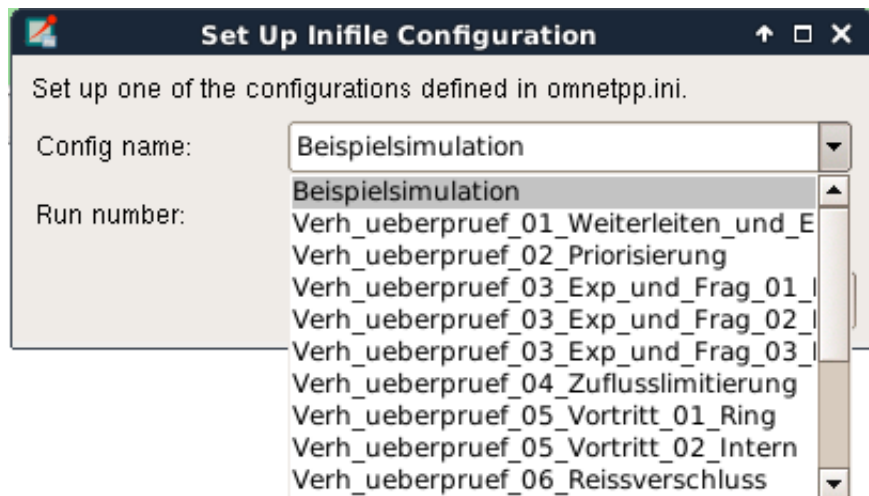 Set Up Inifile Configuration
Set up one of the configurations defined in omnetpp.ini.
Config name:
Beispielsimulation
Run number:
Beispielsimulation
Verh_ueberpruef_01_Weiterleiten_und_E
Verh_ueberpruef_02_Priorisierung
Verh_ueberpruef_03_Exp_und_Frag_01_
Verh_ueberpruef_03_Exp_und_Frag_02_
Verh_ueberpruef_03_Exp_und_Frag_03_
Verh_ueberpruef_04_Zuflusslimitierung
Verh_ueberpruef_05_Vortritt_01_Ring
Verh_ueberpruef_05_Vortritt_02_Intern
Verh_ueberpruef_06_Reissverschluss